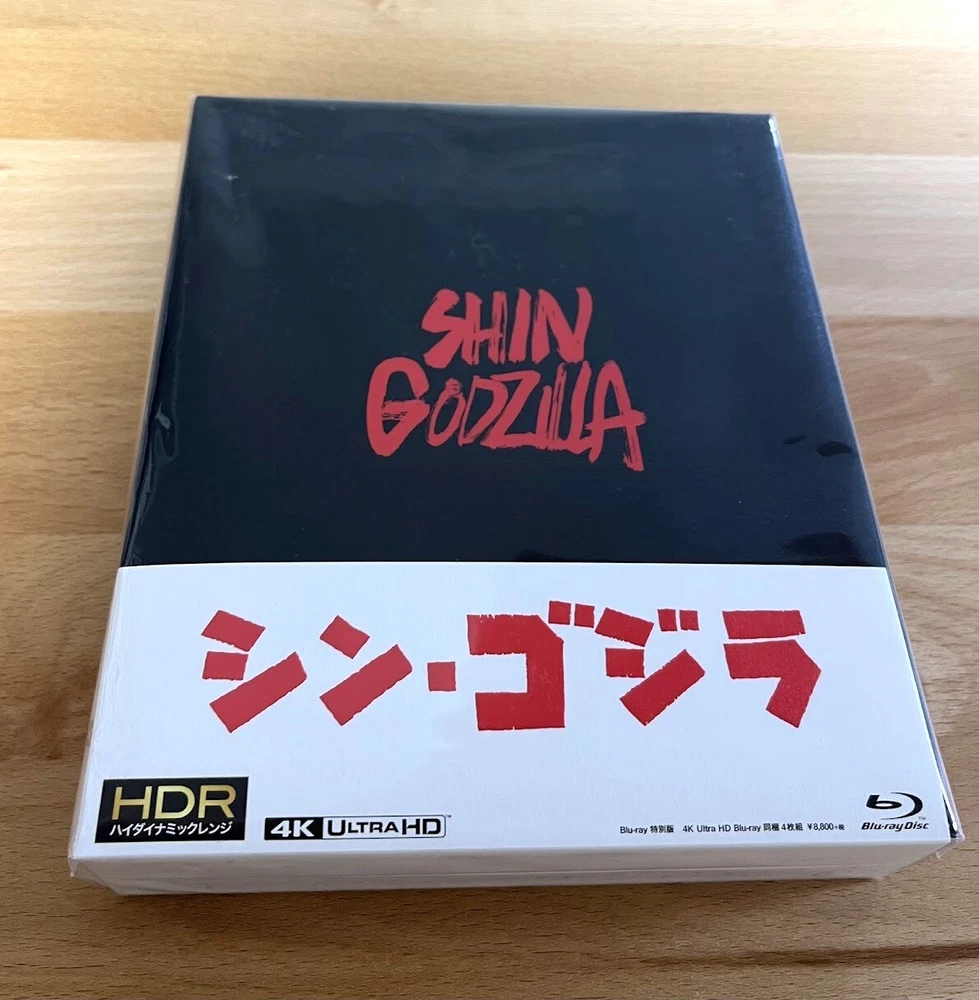 SHIN
GODZILLA
シン・ゴジラ
HDR
ハイダイナミックレンジ
4K ULTRA HD™
Blu-ray 特別版 4K Ultra HD Blu-ray 同梱 4枚組 ¥8,800+税
Blu-ray Disc™